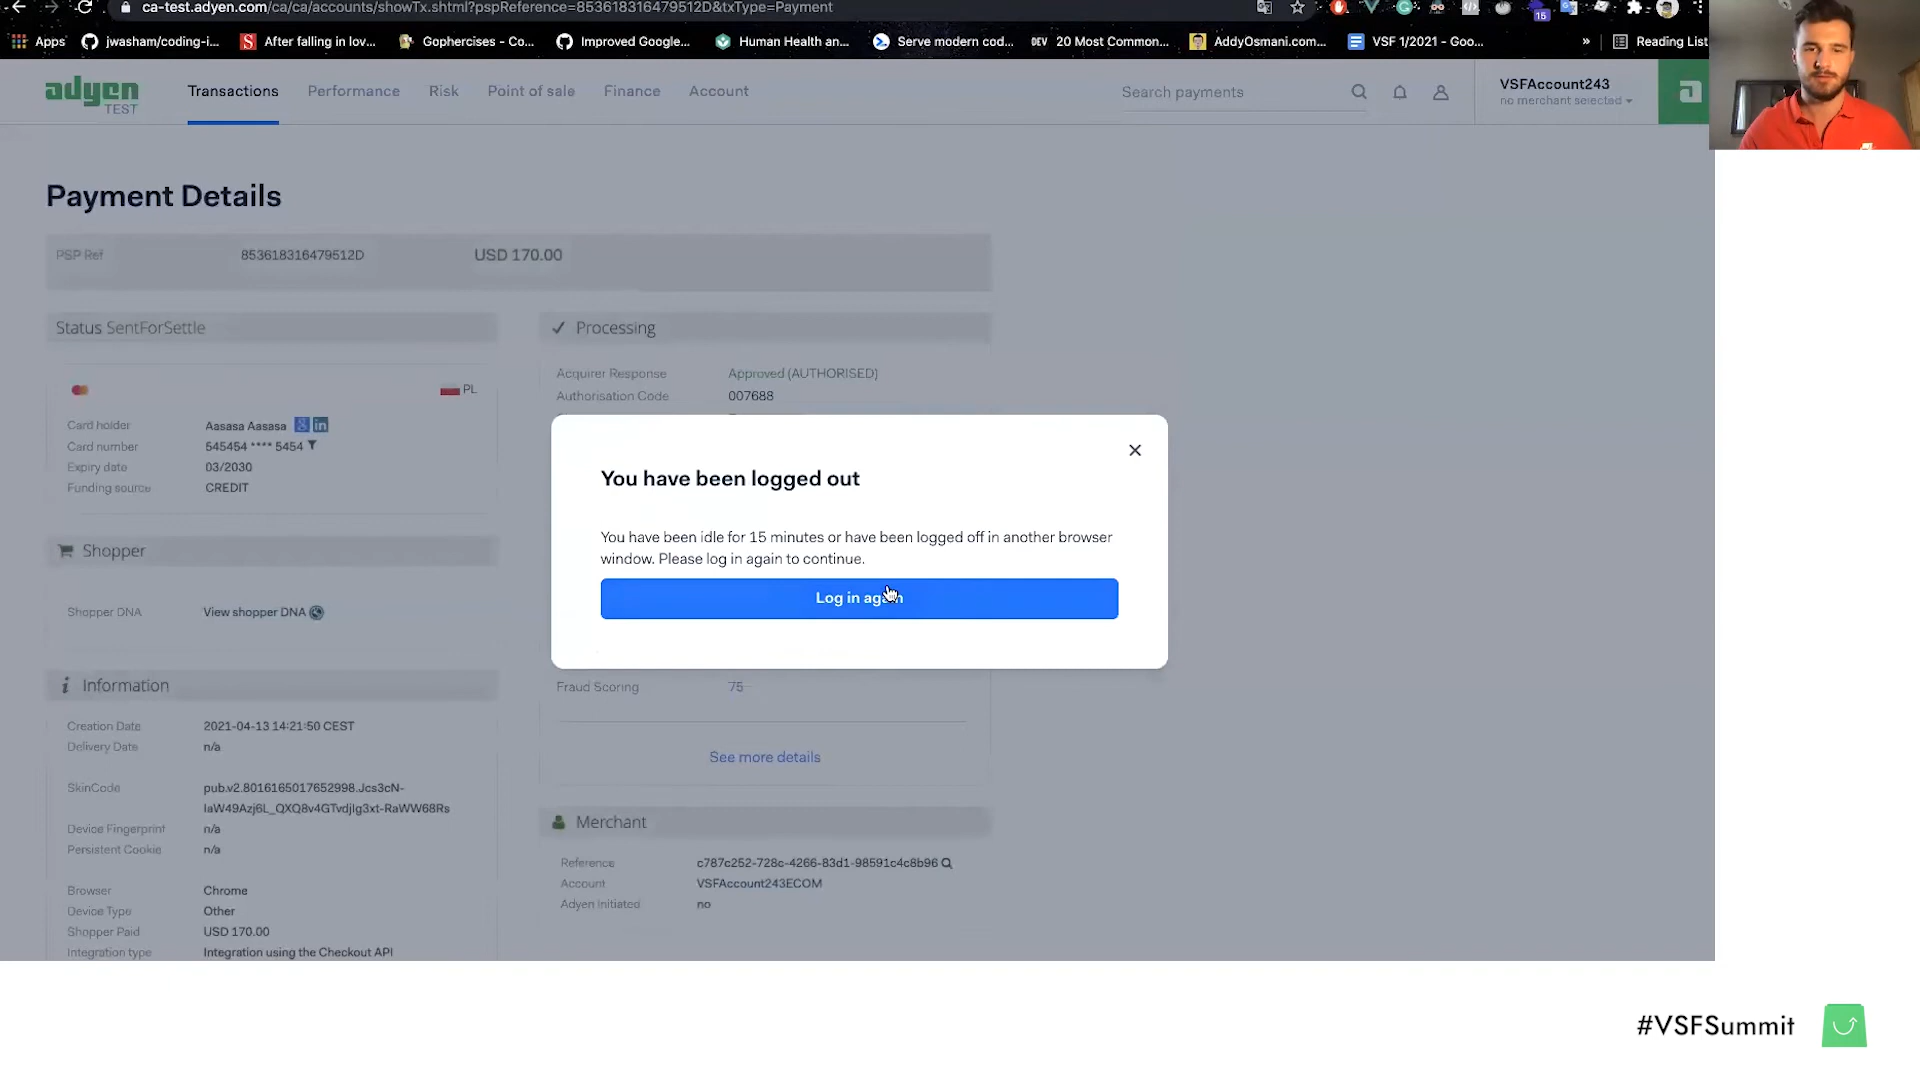 ca-test.adyen.com/ca/ca/accounts/showTx.shtml?pspReference=853618316479512D&txType=Payment
15
Apps
jwasham/coding-i...
After falling in lov...
Gophercises - Co...
Improved Google...
Human Health an...
Serve modern cod...
DEV 20 Most Common...
AddyOsmani.com...
VSF 1/2021 - Goo...
»
Reading List
adyen
TEST
Transactions
Performance
Risk
Point of sale
Finance
Account
Search payments
VSFAccount243
no merchant selected
Payment Details
PSP Ref 853618316479512D USD 170.00
Status SentForSettle
PL
Card holder Aasasa Aasasa
Card number 545454 **** 5454
Expiry date 03/2030
Funding source CREDIT
Processing
Acquirer Response Approved (AUTHORISED)
Authorisation Code 007688
You have been logged out
You have been idle for 15 minutes or have been logged off in another browser
window. Please log in again to continue.
Log in again
Shopper
Shopper DNA View shopper DNA
Fraud Scoring 75
See more details
Information
Creation Date 2021-04-13 14:21:50 CEST
Delivery Date n/a
SkinCode pub.v2.8016165017652998.Jcs3cN-
IaW49Azj6L_QXQ8v4GTvdjIg3xt-RaWW68Rs
Device Fingerprint n/a
Persistent Cookie n/a
Browser Chrome
Device Type Other
Shopper Paid USD 170.00
Integration type Integration using the Checkout API
Merchant
Reference c787c252-728c-4266-83d1-98591c4c8b96
Account VSFAccount243ECOM
Adyen Initiated no
#VSFSummit